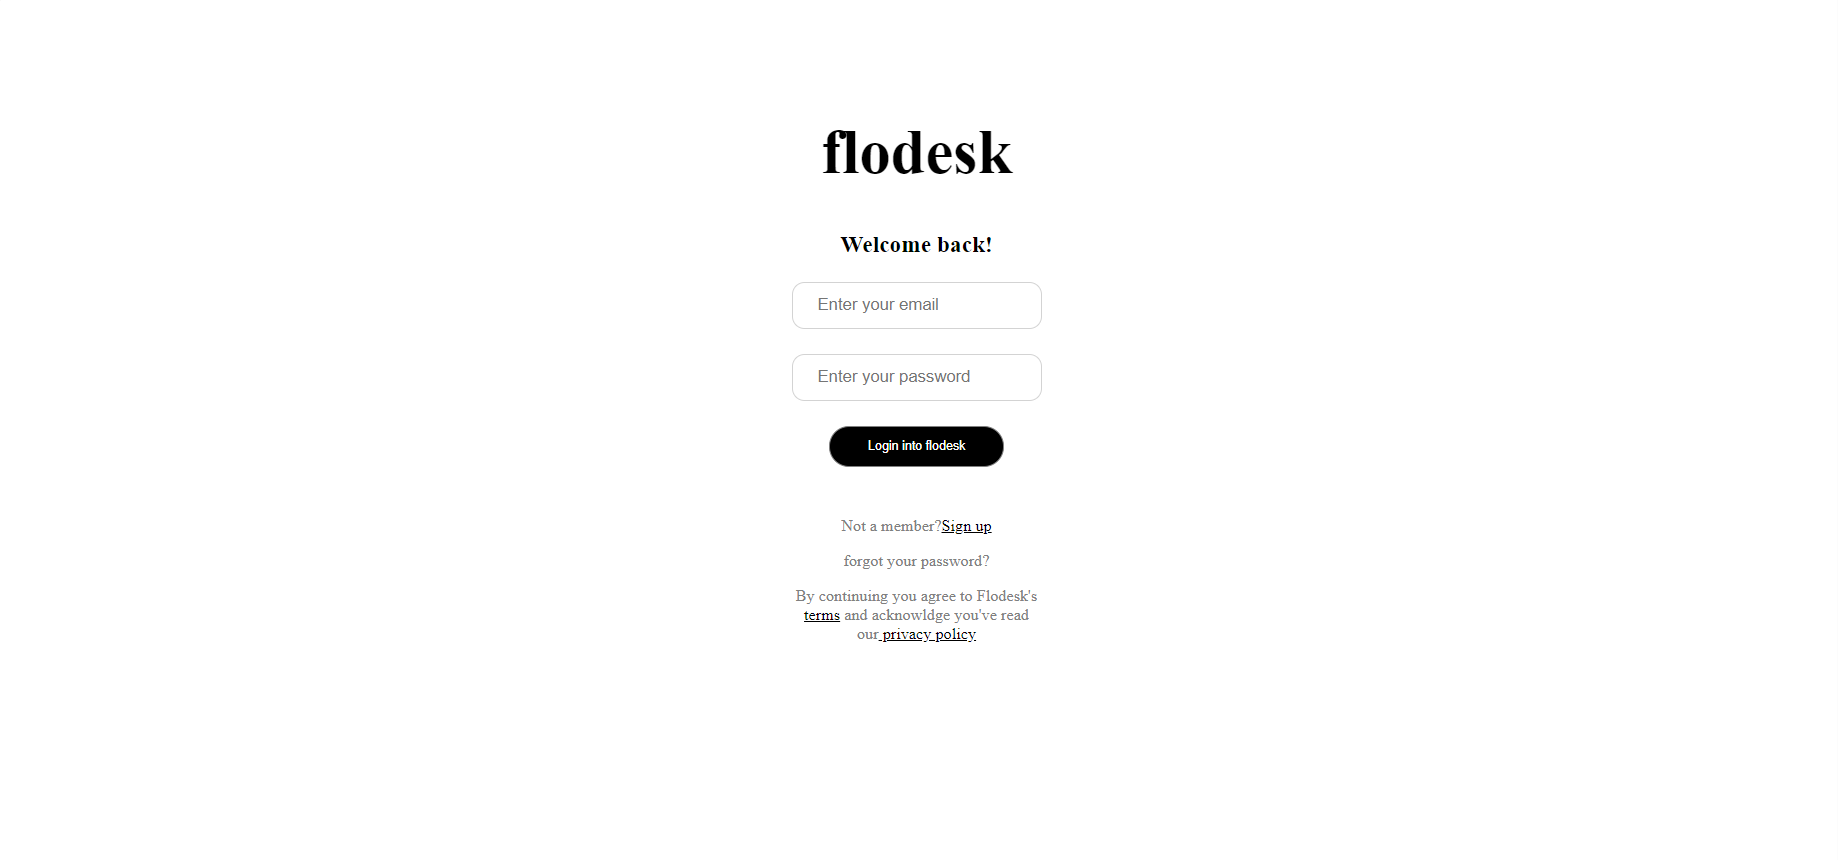 flodesk
Welcome back!
Enter your email
Enter your password
Login into flodesk
Not a member?Sign up
forgot your password?
By continuing you agree to Flodesk's
terms and acknowldge you've read
our privacy policy